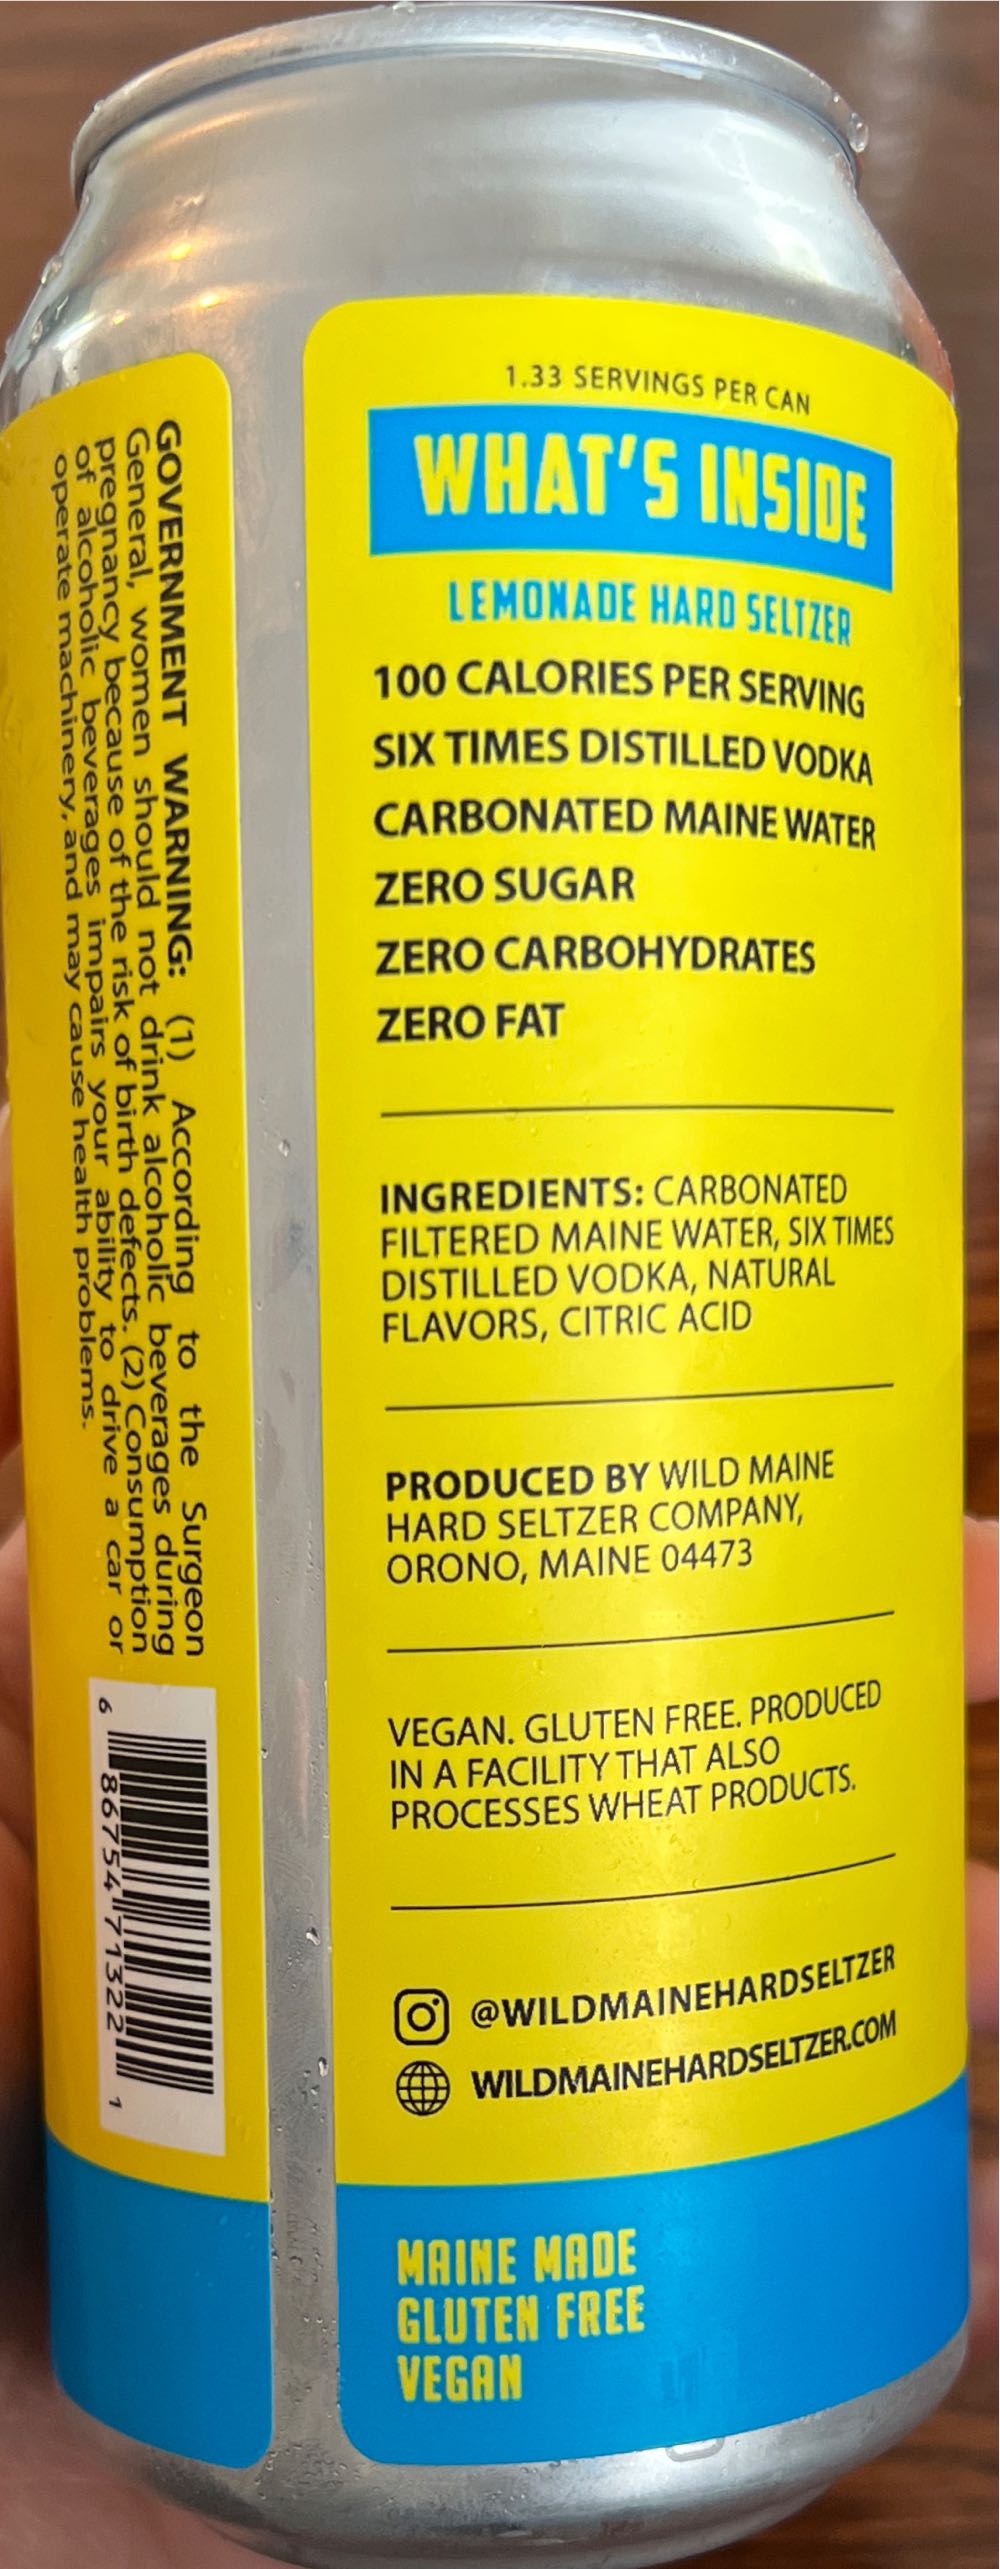 1.33 SERVINGS PER CAN
WHAT'S INSIDE
LEMONADE HARD SELTZER
100 CALORIES PER SERVING
SIX TIMES DISTILLED VODKA
CARBONATED MAINE WATER
ZERO SUGAR
ZERO CARBOHYDRATES
ZERO FAT
INGREDIENTS: CARBONATED
FILTERED MAINE WATER, SIX TIMES
DISTILLED VODKA, NATURAL
FLAVORS, CITRIC ACID
PRODUCED BY WILD MAINE
HARD SELTZER COMPANY,
ORONO, MAINE 04473
VEGAN. GLUTEN FREE. PRODUCED
IN A FACILITY THAT ALSO
PROCESSES WHEAT PRODUCTS.
@WILDMAINEHARDSELTZER
WILDMAINEHARDSELTZER.COM
MAINE MADE
GLUTEN FREE
VEGAN
GOVERNMENT WARNING: (1) According to the Surgeon
General, women should not drink alcoholic beverages during
pregnancy because of the risk of birth defects. (2) Consumption
of alcoholic beverages impairs your ability to drive a car or
operate machinery, and may cause health problems.
6 86754 71322 1